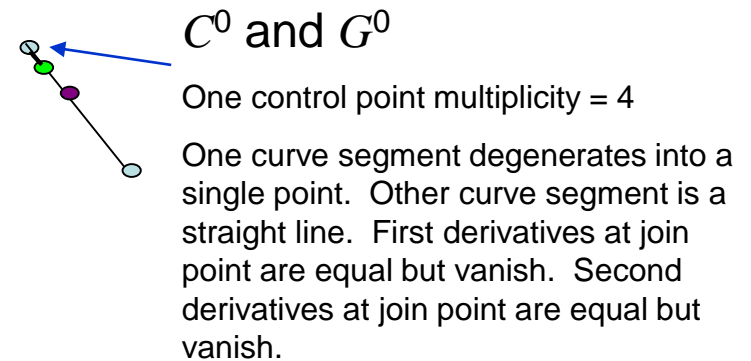 C⁰ and G⁰
One control point multiplicity = 4
One curve segment degenerates into a
single point. Other curve segment is a
straight line. First derivatives at join
point are equal but vanish. Second
derivatives at join point are equal but
vanish.